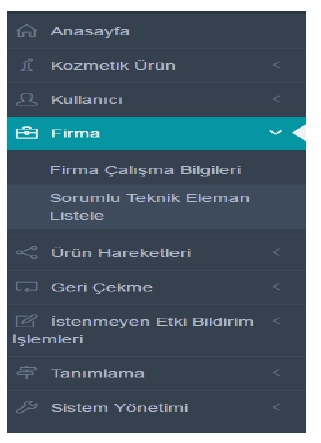 Anasayfa
Kozmetik Ürün
Kullanıcı
Firma
Firma Çalışma Bilgileri
Sorumlu Teknik Eleman
Listele
Ürün Hareketleri
Geri Çekme
İstenmeyen Etki Bildirim
İşlemleri
Tanımlama
Sistem Yönetimi